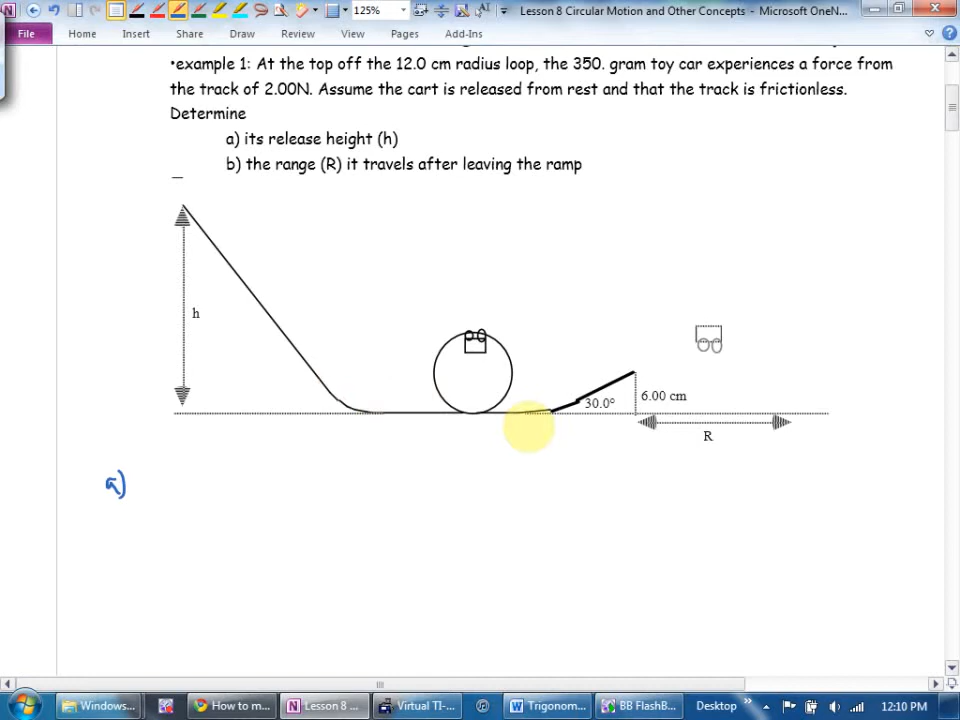 125%
Lesson 8 Circular Motion and Other Concepts - Microsoft OneN...
File Home Insert Share Draw Review View Pages Add-Ins
•example 1: At the top off the 12.0 cm radius loop, the 350. gram toy car experiences a force from
the track of 2.00N. Assume the cart is released from rest and that the track is frictionless.
Determine
a) its release height (h)
b) the range (R) it travels after leaving the ramp
h
30.0° 6.00 cm
R
a)
Windows... How to m... Lesson 8 ... Virtual TI-... Trigonom... BB FlashB... Desktop 12:10 PM